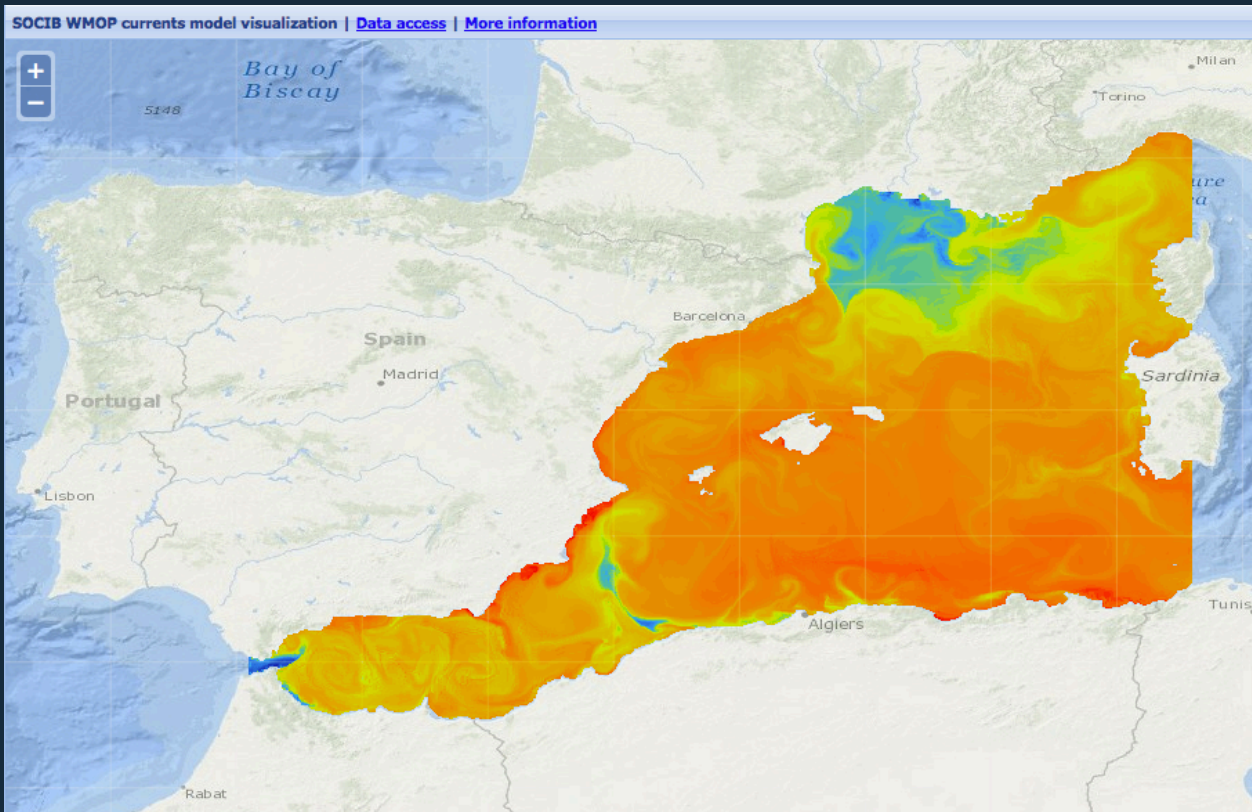 SOCIB WMOP currents model visualization | Data access | More information
+
−
Bay of
Biscay
5148
Milan
Torino
ure
a
Barcelona
Spain
Madrid
Portugal
Sardinia
Lisbon
Algiers
Tunis
Rabat